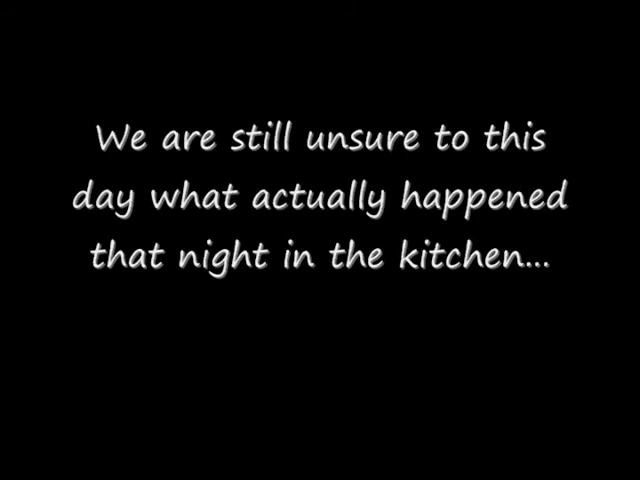 We are still unsure to this
day what actually happened
that night in the kitchen...